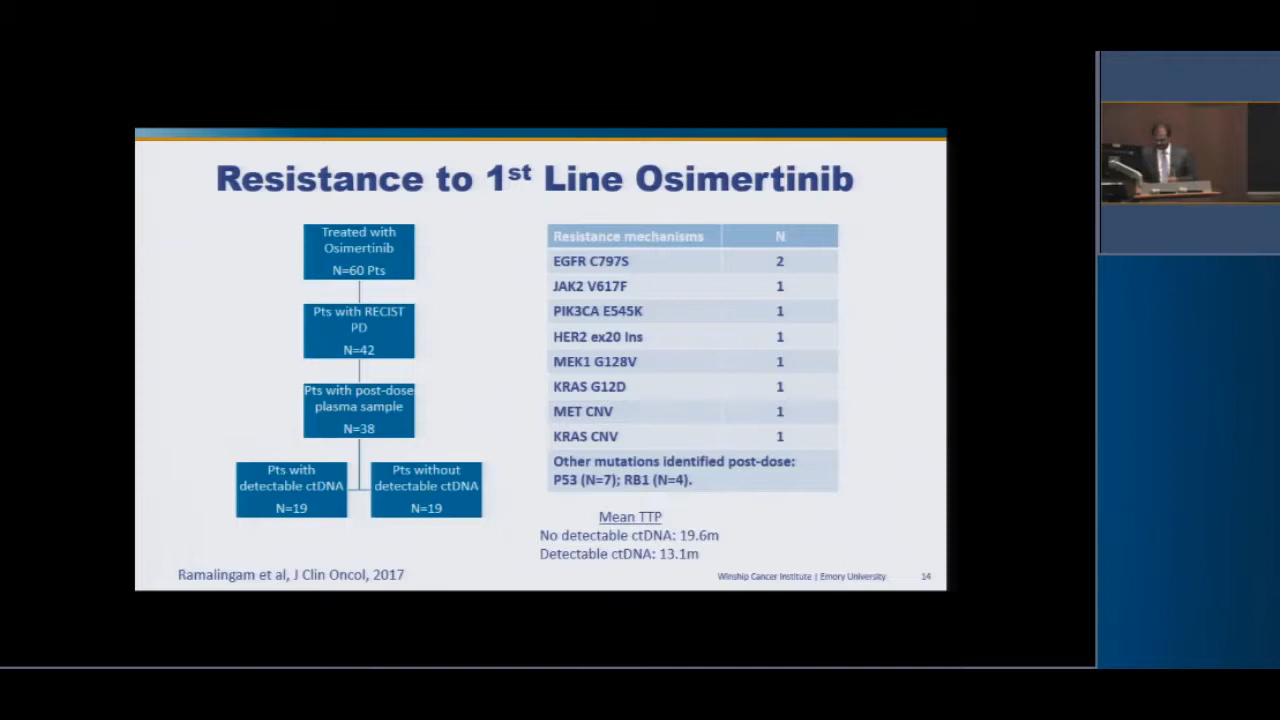 Resistance to 1st Line Osimertinib
Treated with
Osimertinib
N=60 Pts
Pts with RECIST
PD
N=42
Pts with post-dose
plasma sample
N=38
Pts with
detectable ctDNA
N=19
Pts without
detectable ctDNA
N=19
Resistance mechanisms N
EGFR C797S 2
JAK2 V617F 1
PIK3CA E545K 1
HER2 ex20 Ins 1
MEK1 G128V 1
KRAS G12D 1
MET CNV 1
KRAS CNV 1
Other mutations identified post-dose:
P53 (N=7); RB1 (N=4).
Mean TTP
No detectable ctDNA: 19.6m
Detectable ctDNA: 13.1m
Ramalingam et al, J Clin Oncol, 2017
Winship Cancer Institute | Emory University 14